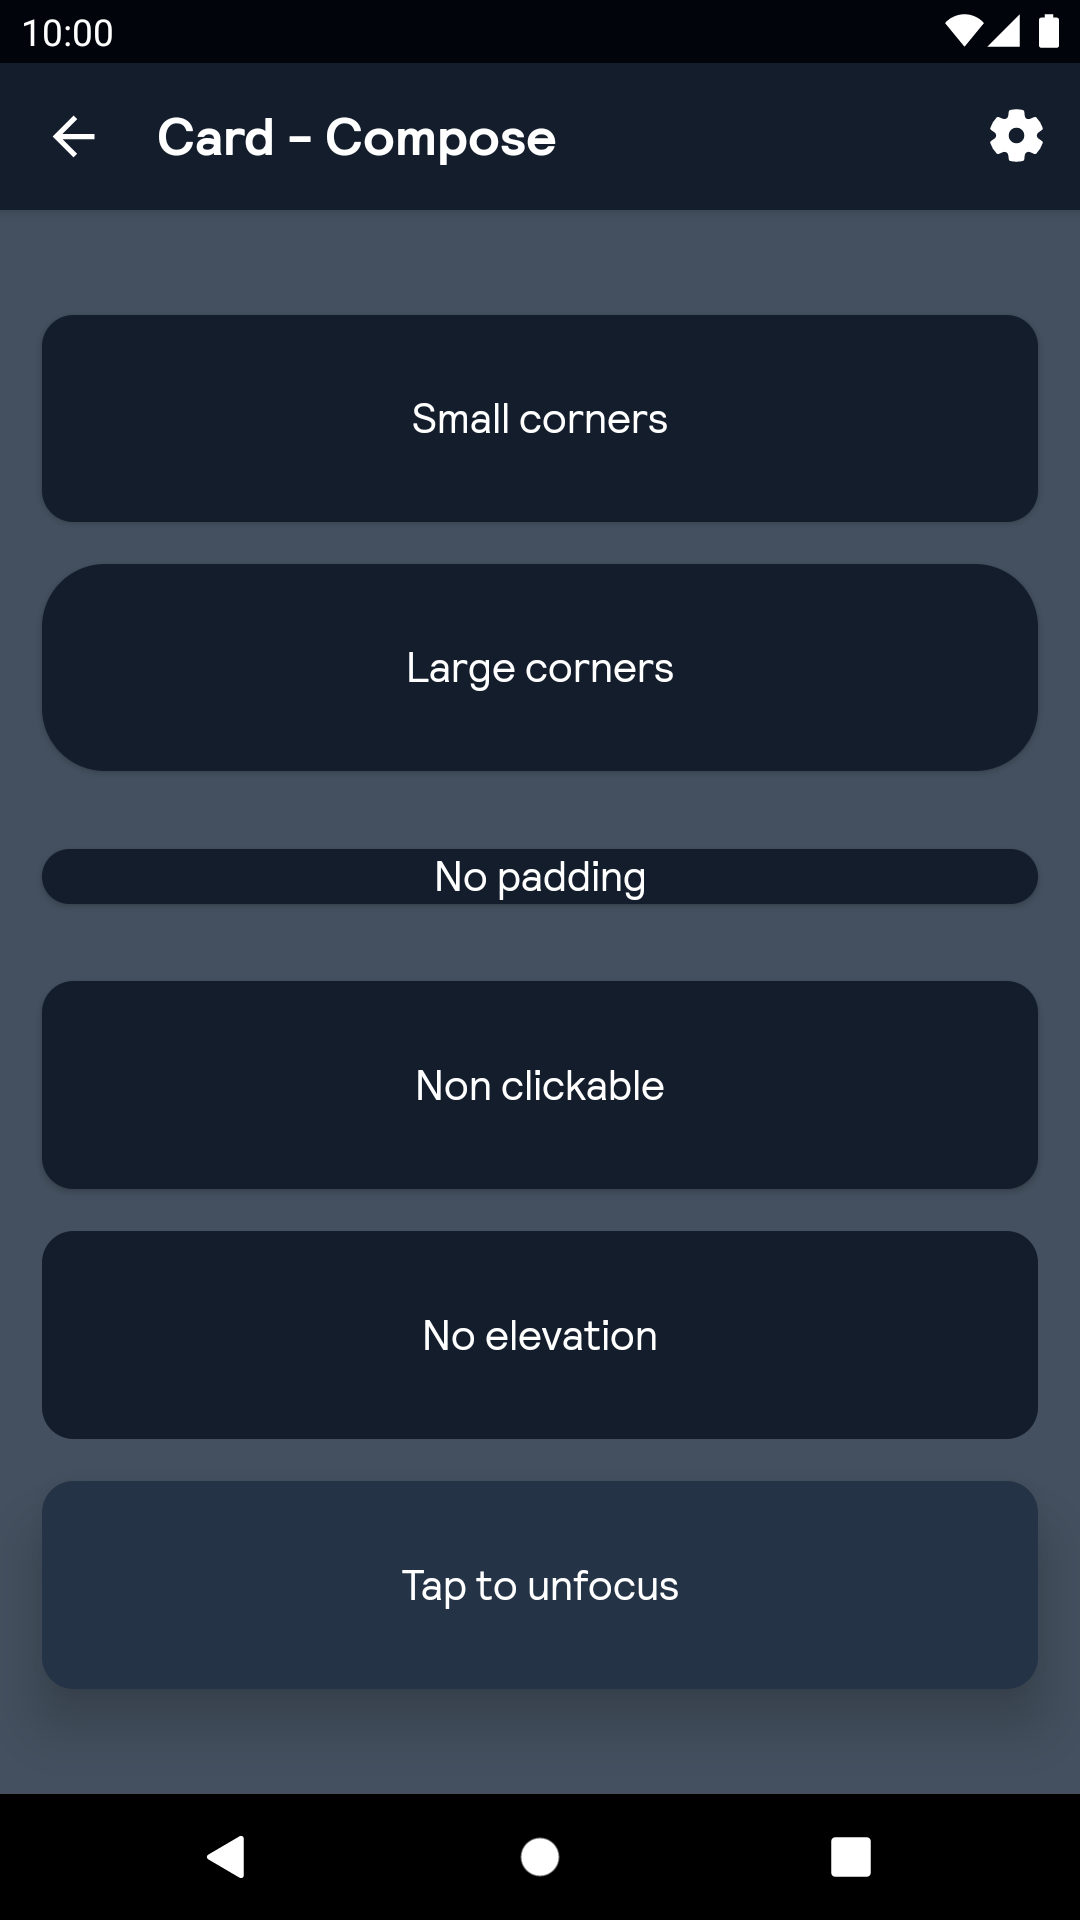 10:00
Card - Compose
Small corners
Large corners
No padding
Non clickable
No elevation
Tap to unfocus